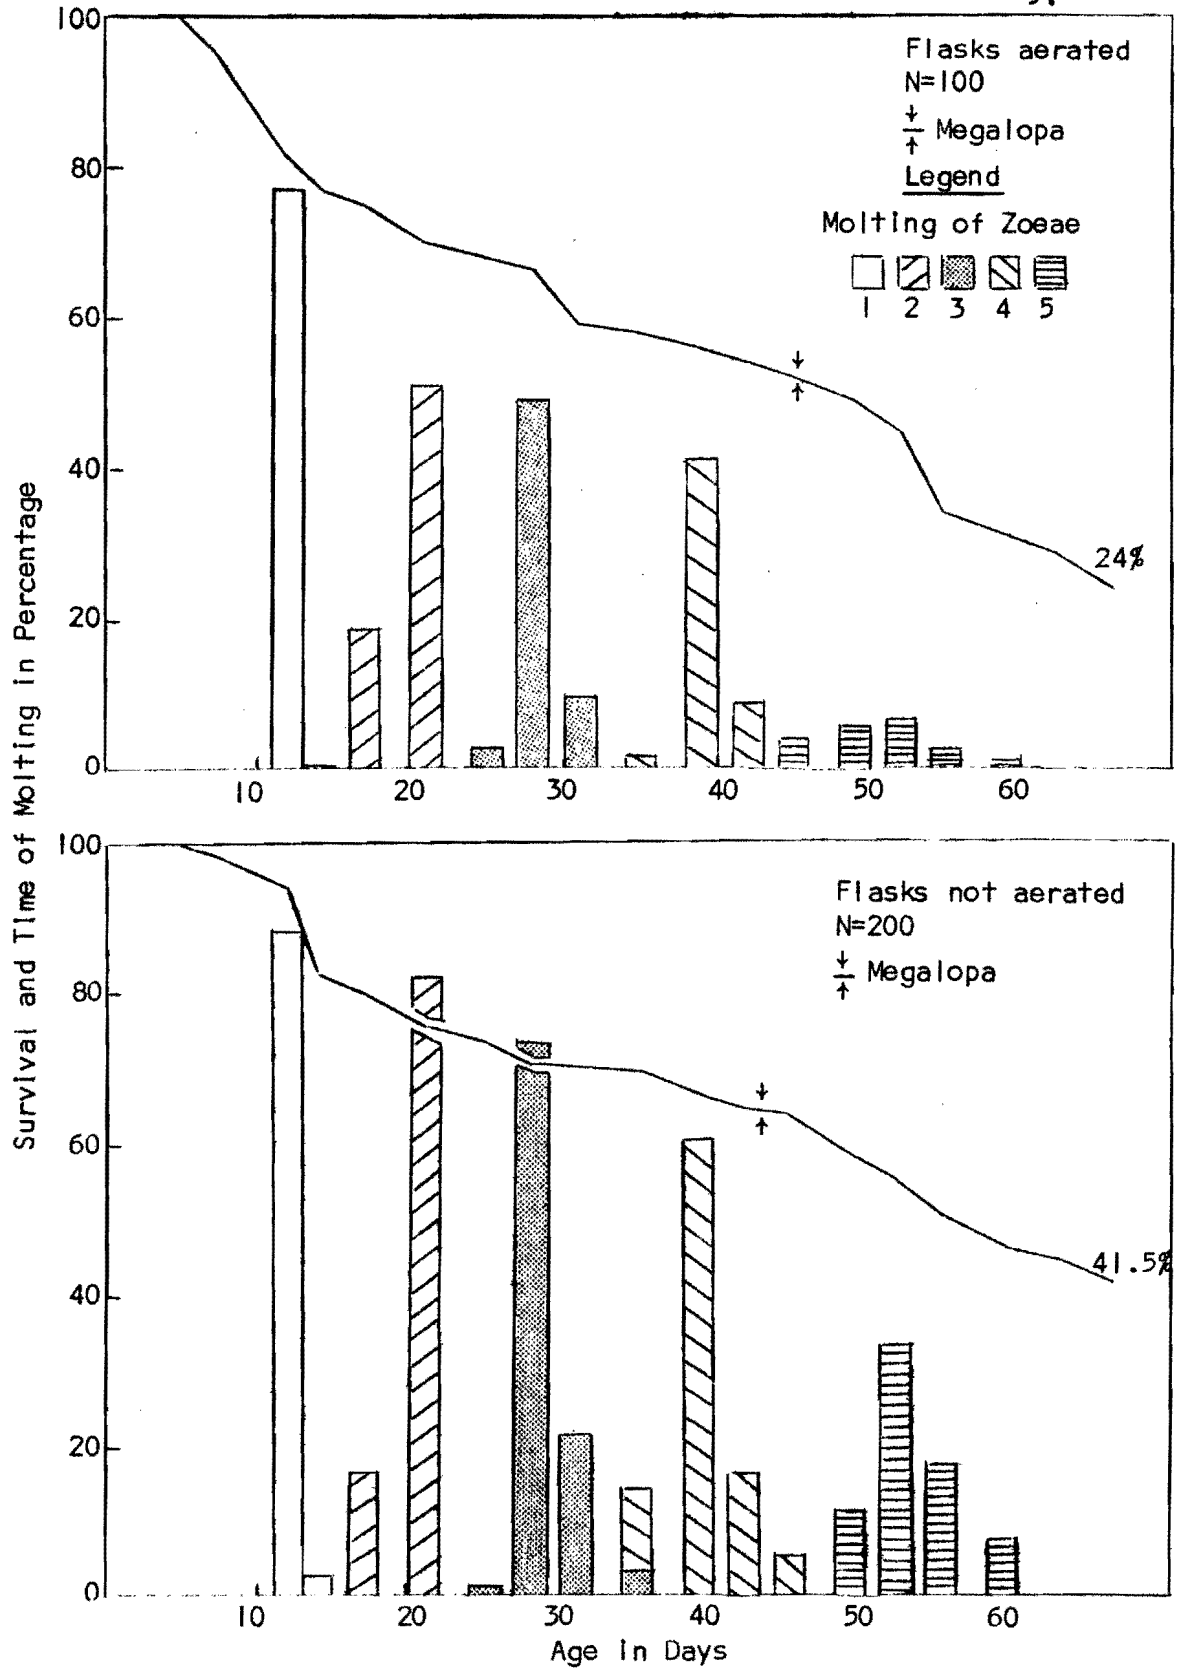 Flasks aerated
N=100
Megalopa
Legend
Molting of Zoeae
1 2 3 4 5
100
80
60
40
20
0
24%
10 20 30 40 50 60
Flasks not aerated
N=200
Megalopa
100
80
60
40
20
0
41.5%
10 20 30 40 50 60
Age in Days
Survival and Time of Molting in Percentage